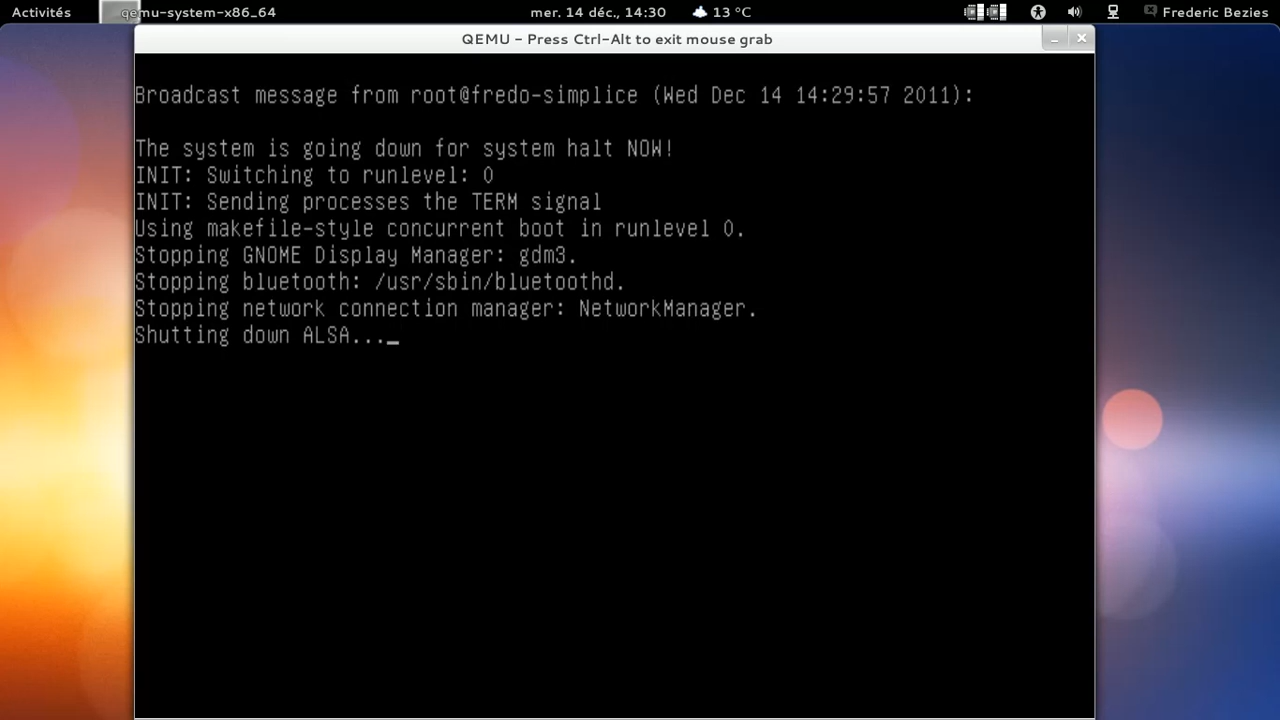 Activités
qemu-system-x86_64
mer. 14 déc., 14:30
13 °C
Frederic Bezies
QEMU - Press Ctrl-Alt to exit mouse grab
Broadcast message from root@fredo-simplice (Wed Dec 14 14:29:57 2011):
The system is going down for system halt NOW!
INIT: Switching to runlevel: 0
INIT: Sending processes the TERM signal
Using makefile-style concurrent boot in runlevel 0.
Stopping GNOME Display Manager: gdm3.
Stopping bluetooth: /usr/sbin/bluetoothd.
Stopping network connection manager: NetworkManager.
Shutting down ALSA..._